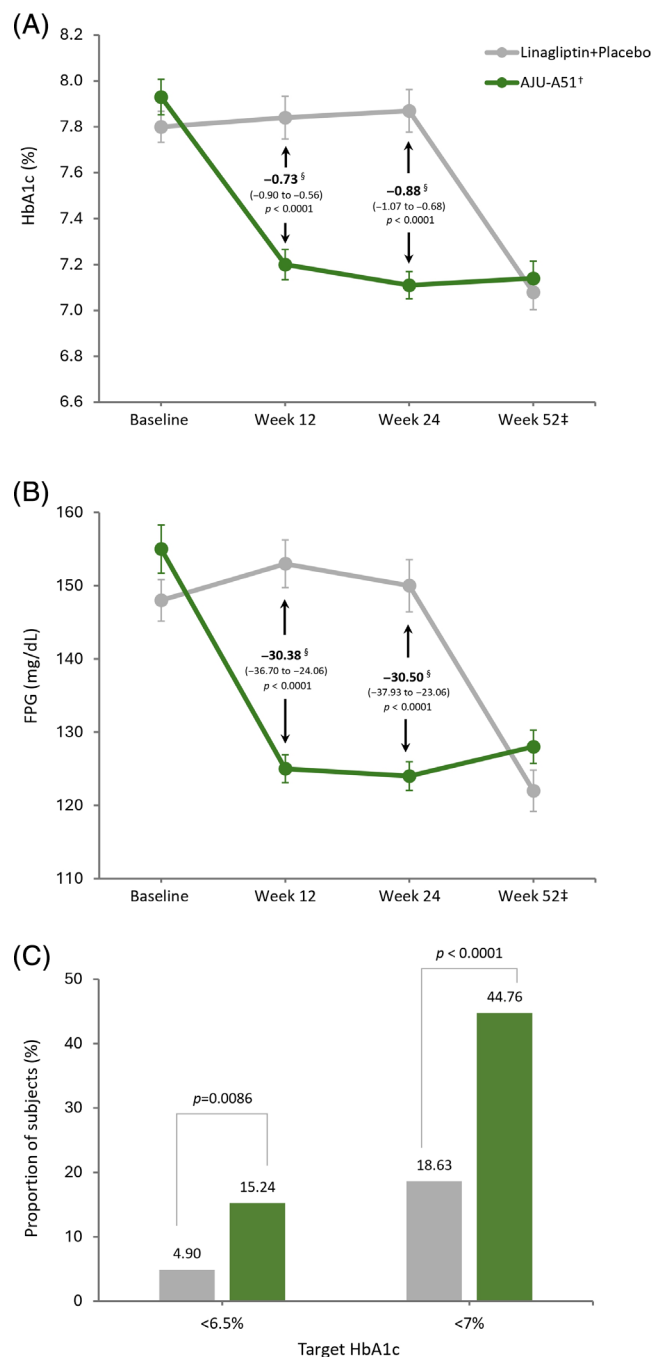 (A)
8.2
8.0
7.8
7.6
7.4
7.2
7.0
6.8
6.6
HbA1c (%)
Linagliptin+Placebo
AJU-A51†
−0.73 §
(−0.90 to −0.56)
p < 0.0001
−0.88 §
(−1.07 to −0.68)
p < 0.0001
Baseline Week 12 Week 24 Week 52‡
(B)
160
150
140
130
120
110
FPG (mg/dL)
−30.38 §
(−36.70 to −24.06)
p < 0.0001
−30.50 §
(−37.93 to −23.06)
p < 0.0001
Baseline Week 12 Week 24 Week 52‡
(C)
50
40
30
20
10
0
Proportion of subjects (%)
p=0.0086
4.90
15.24
p < 0.0001
18.63
44.76
<6.5% <7%
Target HbA1c